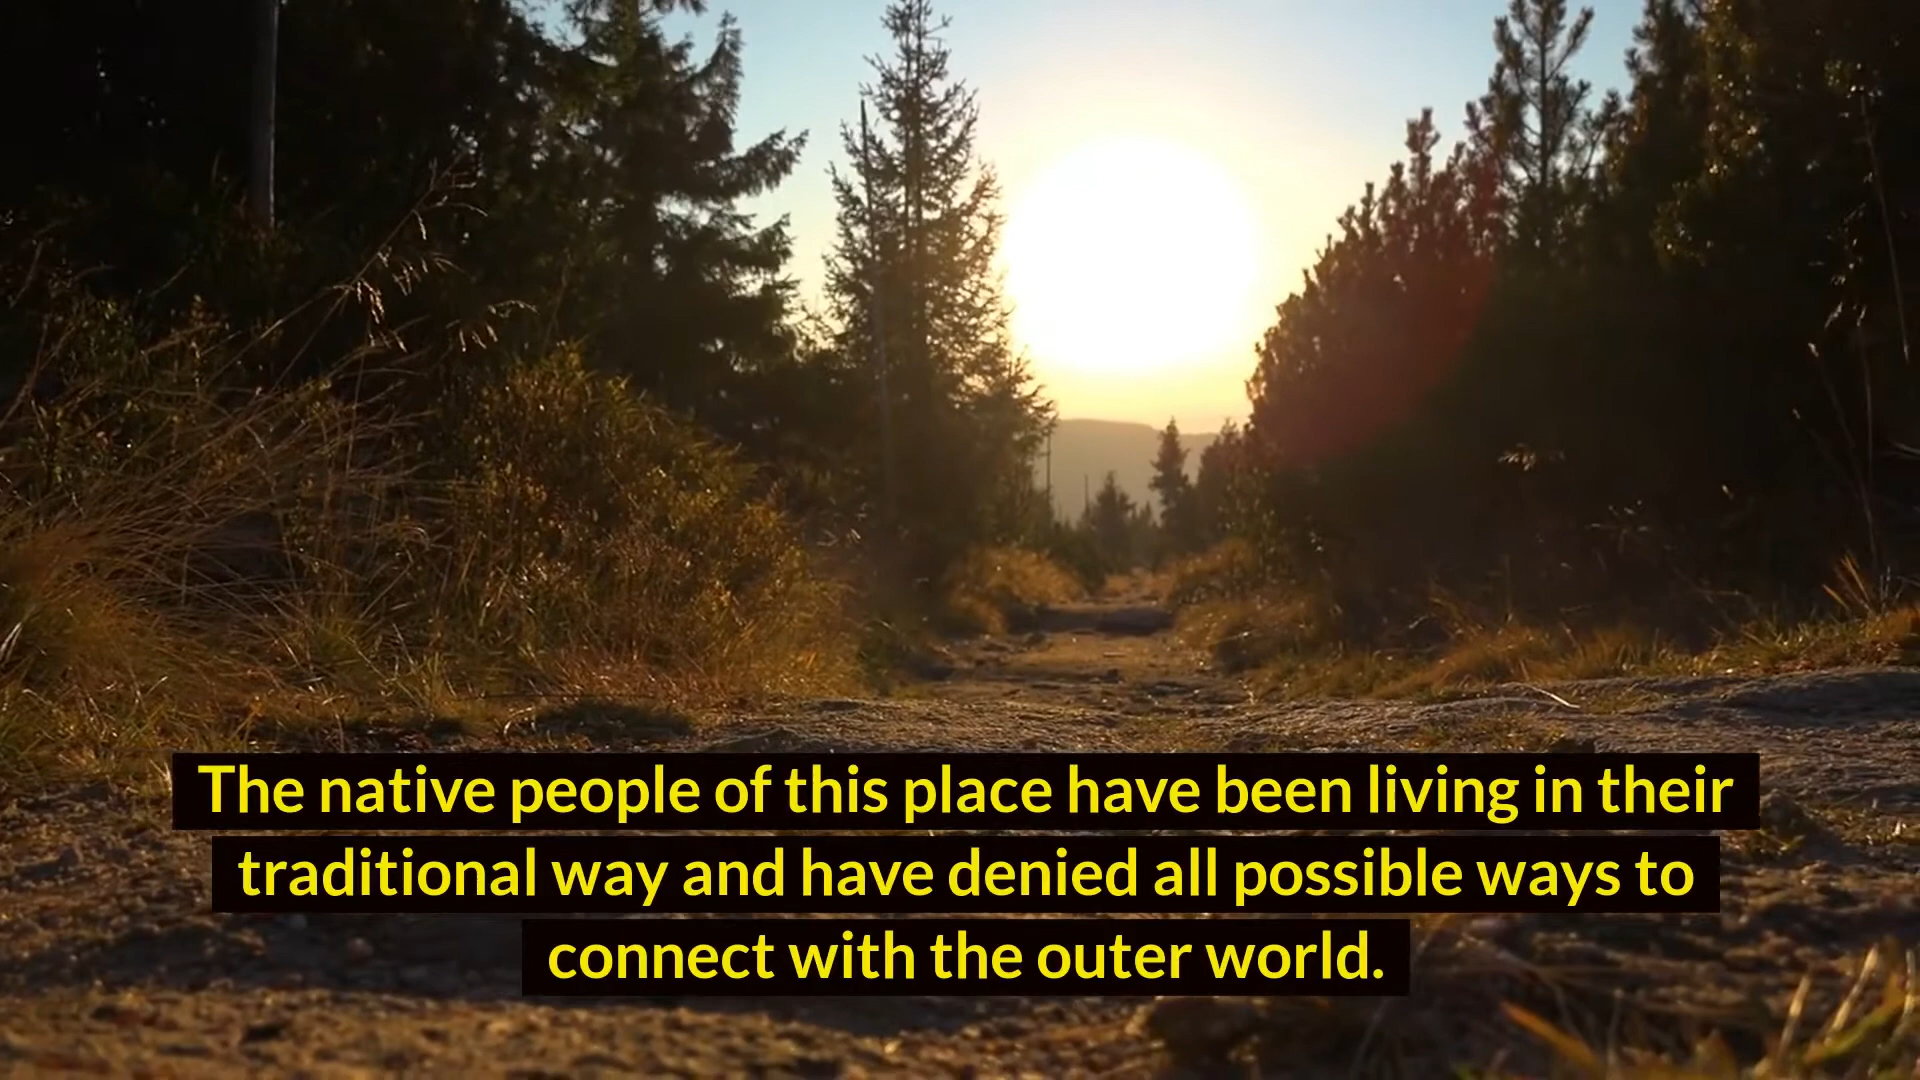 The native people of this place have been living in their
traditional way and have denied all possible ways to
connect with the outer world.